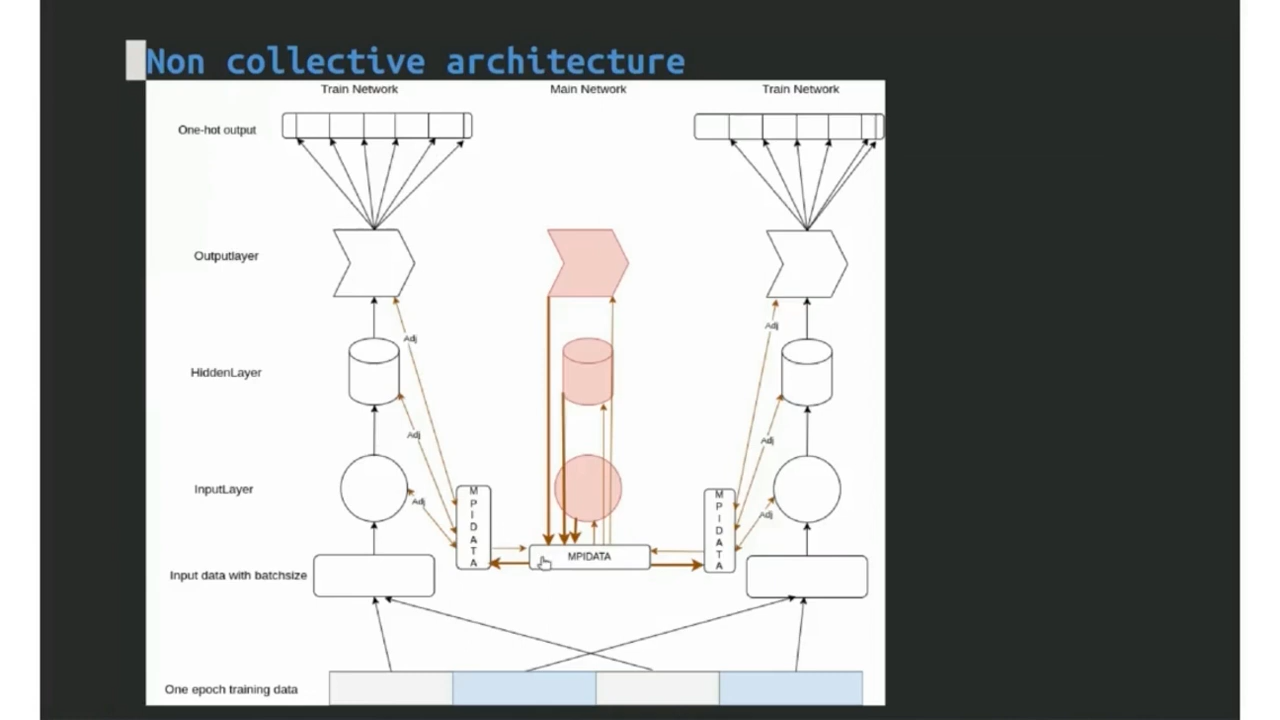 Non collective architecture
Train Network
Main Network
Train Network
One-hot output
Outputlayer
Adj
Adj
HiddenLayer
Adj
Adj
InputLayer
Adj
Adj
MPIDATA
MPIDATA
MPIDATA
Input data with batchsize
One epoch training data